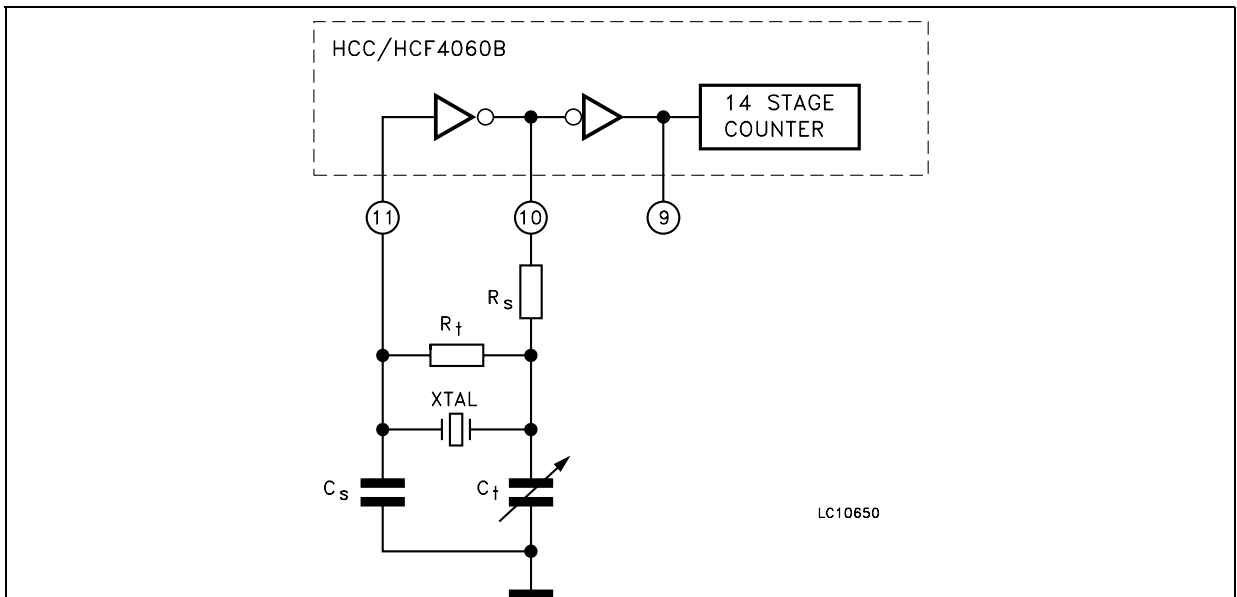 HCC/HCF4060B
14 STAGE
COUNTER
11
10
9
Rs
Rt
XTAL
Cs
Ct
LC10650